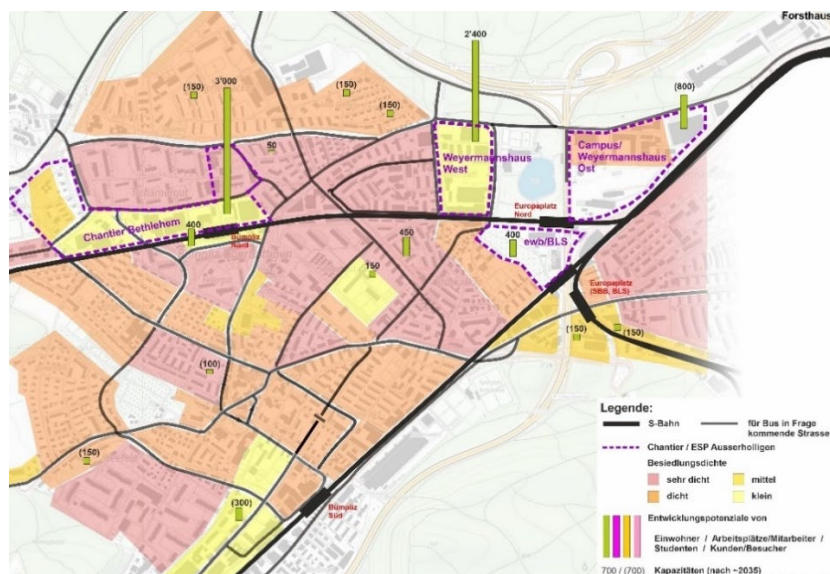 Forsthaus
2'400
3'000
(150)
(150)
(150)
(800)
50
Campus/
Weyermannshaus
Ost
Weyermannshaus
West
Europaplatz
Nord
Chantier Bethlehem
400
Bümpliz
Nord
450
400
ewb/BLS
150
Europaplatz
(SBB, BLS)
(150)
(150)
(100)
(150)
(300)
Bümpliz
Süd
Legende:
S-Bahn
für Bus in Frage
kommende Strasse
Chantier / ESP Ausserholligen
Besiedlungsdichte
sehr dicht
mittel
dicht
klein
Entwicklungspotenziale von
Einwohner / Arbeitsplätze/Mitarbeiter /
Studenten / Kunden/Besucher
700 / (700) Kapazitäten (nach ~2035)